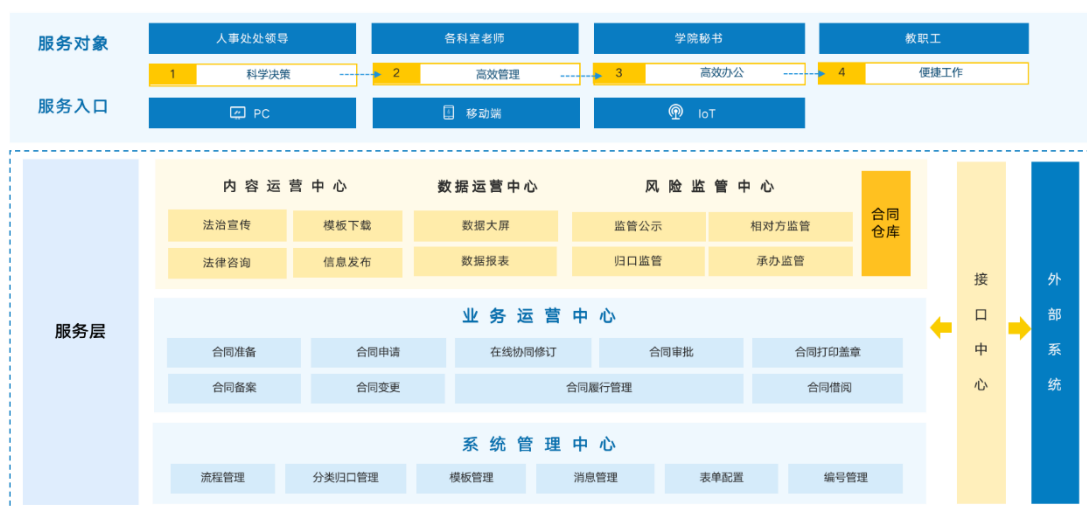 服务对象
人事处处领导
各科室老师
学院秘书
教职工
1 科学决策
2 高效管理
3 高效办公
4 便捷工作
服务入口
PC
移动端
IoT
服务层
内容运营中心
数据运营中心
风险监管中心
法治宣传
模板下载
数据大屏
监管公示
相对方监管
法律咨询
信息发布
数据报表
归口监管
承办监管
合同
仓库
业务运营中心
合同准备
合同申请
在线协同修订
合同审批
合同打印盖章
合同备案
合同变更
合同履行管理
合同借阅
系统管理中心
流程管理
分类归口管理
模板管理
消息管理
表单配置
编号管理
接口中心
外部系统